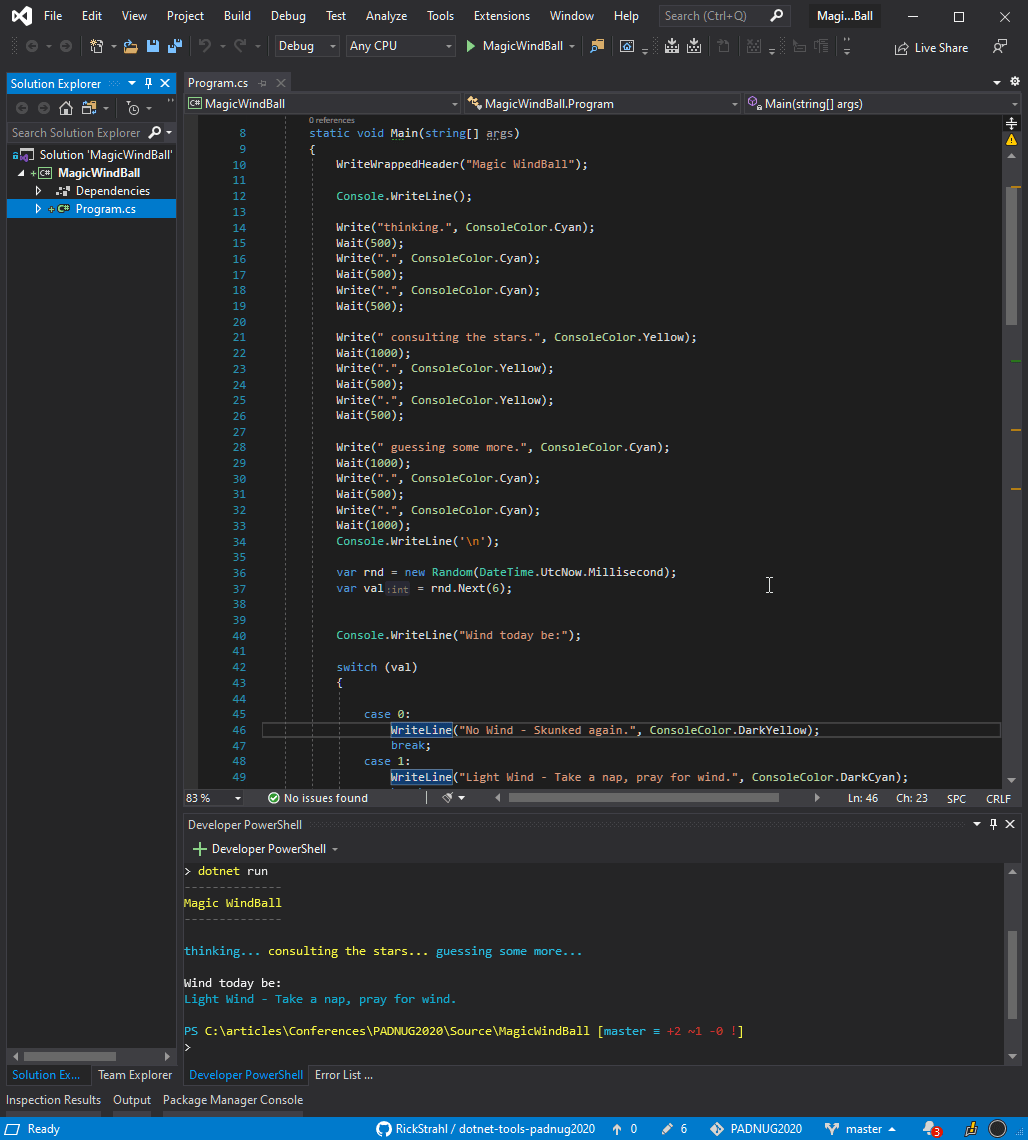 File Edit View Project Build Debug Test Analyze Tools Extensions Window Help Search (Ctrl+Q) Magi...Ball
Debug Any CPU MagicWindBall Live Share
Solution Explorer
Search Solution Explorer
Solution 'MagicWindBall'
MagicWindBall
Dependencies
Program.cs
Program.cs
MagicWindBall MagicWindBall.Program Main(string[] args)
0 references
8 static void Main(string[] args)
9 {
10 WriteWrappedHeader("Magic WindBall");
11
12 Console.WriteLine();
13
14 Write("thinking.", ConsoleColor.Cyan);
15 Wait(500);
16 Write(".", ConsoleColor.Cyan);
17 Wait(500);
18 Write(".", ConsoleColor.Cyan);
19 Wait(500);
20
21 Write(" consulting the stars.", ConsoleColor.Yellow);
22 Wait(1000);
23 Write(".", ConsoleColor.Yellow);
24 Wait(500);
25 Write(".", ConsoleColor.Yellow);
26 Wait(500);
27
28 Write(" guessing some more.", ConsoleColor.Cyan);
29 Wait(1000);
30 Write(".", ConsoleColor.Cyan);
31 Wait(500);
32 Write(".", ConsoleColor.Cyan);
33 Wait(1000);
34 Console.WriteLine('\n');
35
36 var rnd = new Random(DateTime.UtcNow.Millisecond);
37 var val :int = rnd.Next(6);
38
39
40 Console.WriteLine("Wind today be:");
41
42 switch (val)
43 {
44
45 case 0:
46 WriteLine("No Wind - Skunked again.", ConsoleColor.DarkYellow);
47 break;
48 case 1:
49 WriteLine("Light Wind - Take a nap, pray for wind.", ConsoleColor.DarkCyan);
83 % No issues found Ln: 46 Ch: 23 SPC CRLF
Developer PowerShell
Developer PowerShell
> dotnet run
--------------
Magic WindBall
--------------
thinking... consulting the stars... guessing some more...
Wind today be:
Light Wind - Take a nap, pray for wind.
PS C:\articles\Conferences\PADNUG2020\Source\MagicWindBall [master ≡ +2 ~1 -0 !]
>
Solution Ex... Team Explorer Developer PowerShell Error List ...
Inspection Results Output Package Manager Console
Ready RickStrahl / dotnet-tools-padnug2020 0 6 PADNUG2020 master 3